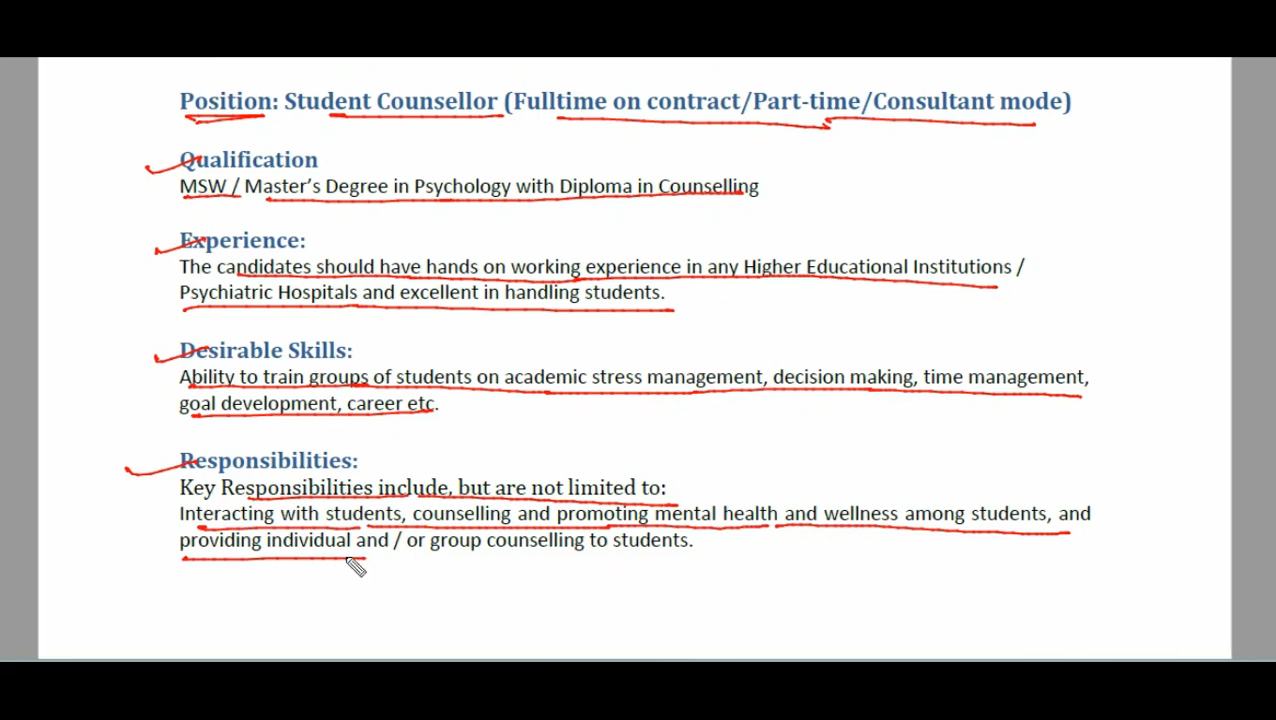 Position: Student Counsellor (Fulltime on contract/Part-time/Consultant mode)
Qualification
MSW / Master’s Degree in Psychology with Diploma in Counselling
Experience:
The candidates should have hands on working experience in any Higher Educational Institutions /
Psychiatric Hospitals and excellent in handling students.
Desirable Skills:
Ability to train groups of students on academic stress management, decision making, time management,
goal development, career etc.
Responsibilities:
Key Responsibilities include, but are not limited to:
Interacting with students, counselling and promoting mental health and wellness among students, and
providing individual and / or group counselling to students.